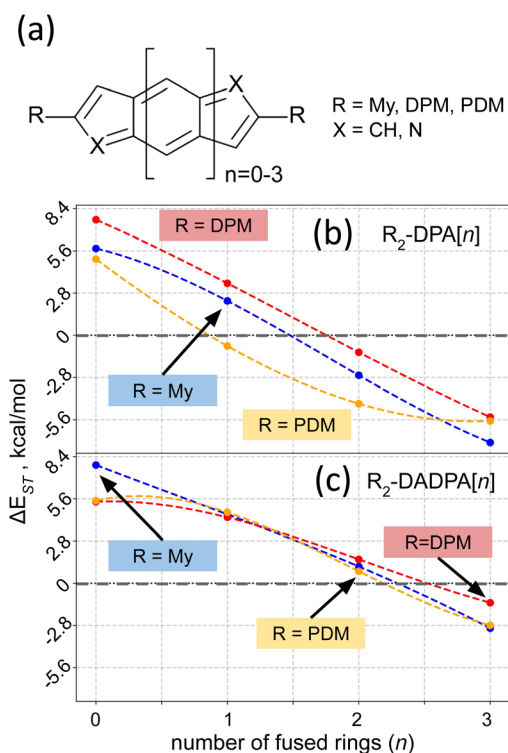 (a)
R
X
X
R
n=0-3
R = My, DPM, PDM
X = CH, N
(b)
R₂-DPA[n]
R = DPM
R = My
R = PDM
8.4
5.6
2.8
0
-2.8
-5.6
ΔE_ST , kcal/mol
(c)
R₂-DADPA[n]
R = My
R=DPM
R = PDM
8.4
5.6
2.8
0
-2.8
-5.6
0
1
2
3
number of fused rings (n)